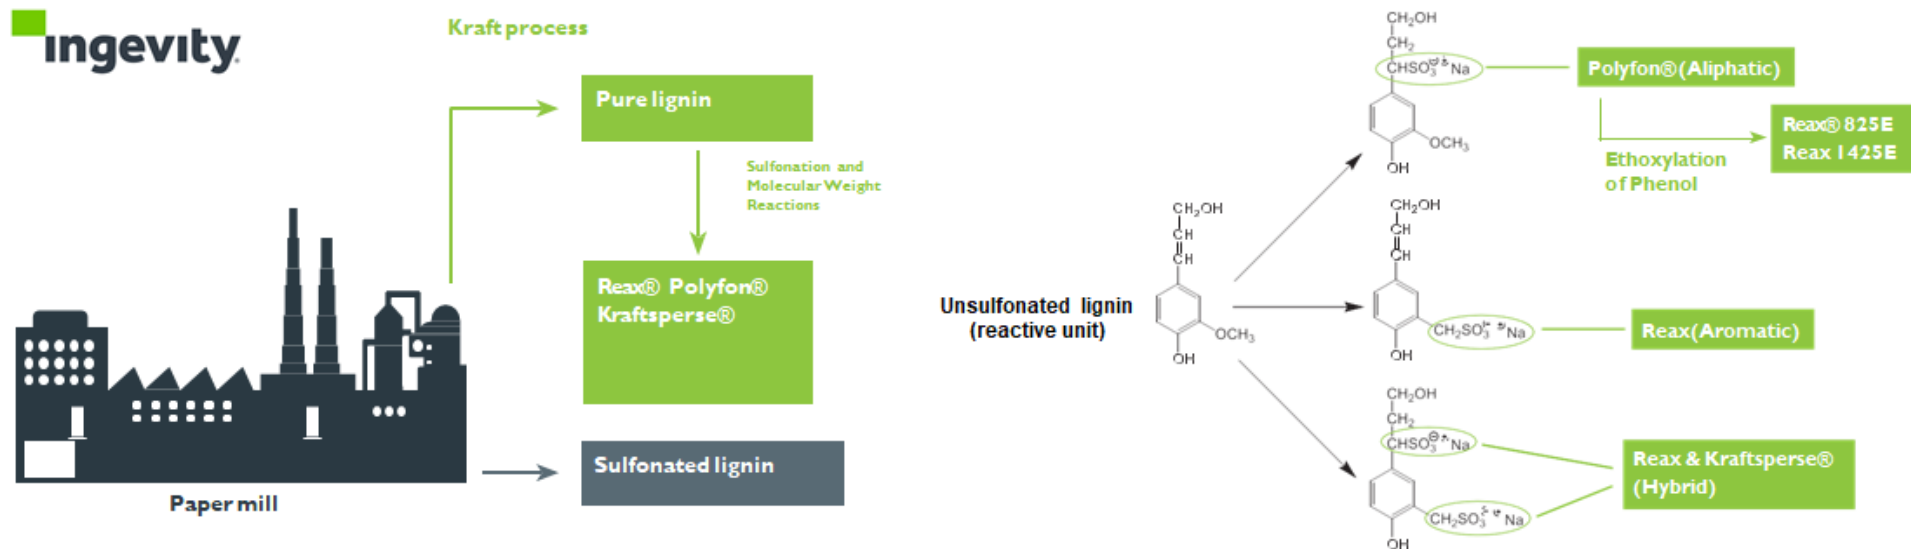 ingevity
Kraft process
Pure lignin
Sulfonation and
Molecular Weight
Reactions
Reax® Polyfon®
Kraftsperse®
Sulfonated lignin
Paper mill
Unsulfonated lignin
(reactive unit)
CH₂OH
CH
CH
OCH₃
OH
CH₂OH
CH₂
CHSO₃ Na
OCH₃
OH
Polyfon® (Aliphatic)
Ethoxylation
of Phenol
Reax® 825E
Reax 1425E
CH₂OH
CH
CH
CH₂SO₃ Na
OH
Reax(Aromatic)
CH₂OH
CH₂
CHSO₃⊖ Na
CH₂SO₃ Na
OH
Reax & Kraftsperse®
(Hybrid)